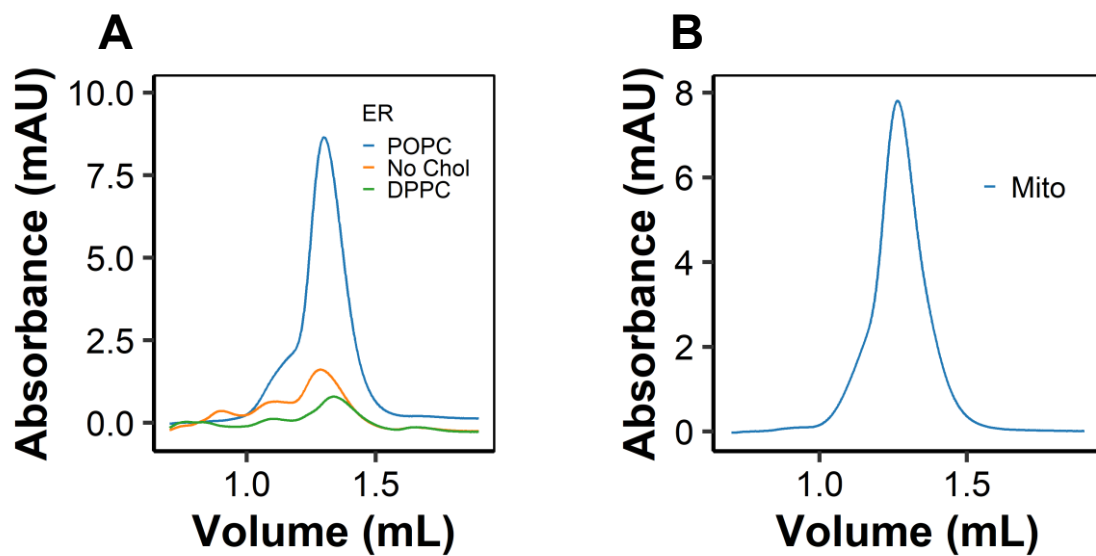 A
Absorbance (mAU)
10.0
7.5
5.0
2.5
0.0
ER
POPC
No Chol
DPPC
1.0 1.5
Volume (mL)
B
Absorbance (mAU)
8
6
4
2
0
Mito
1.0 1.5
Volume (mL)